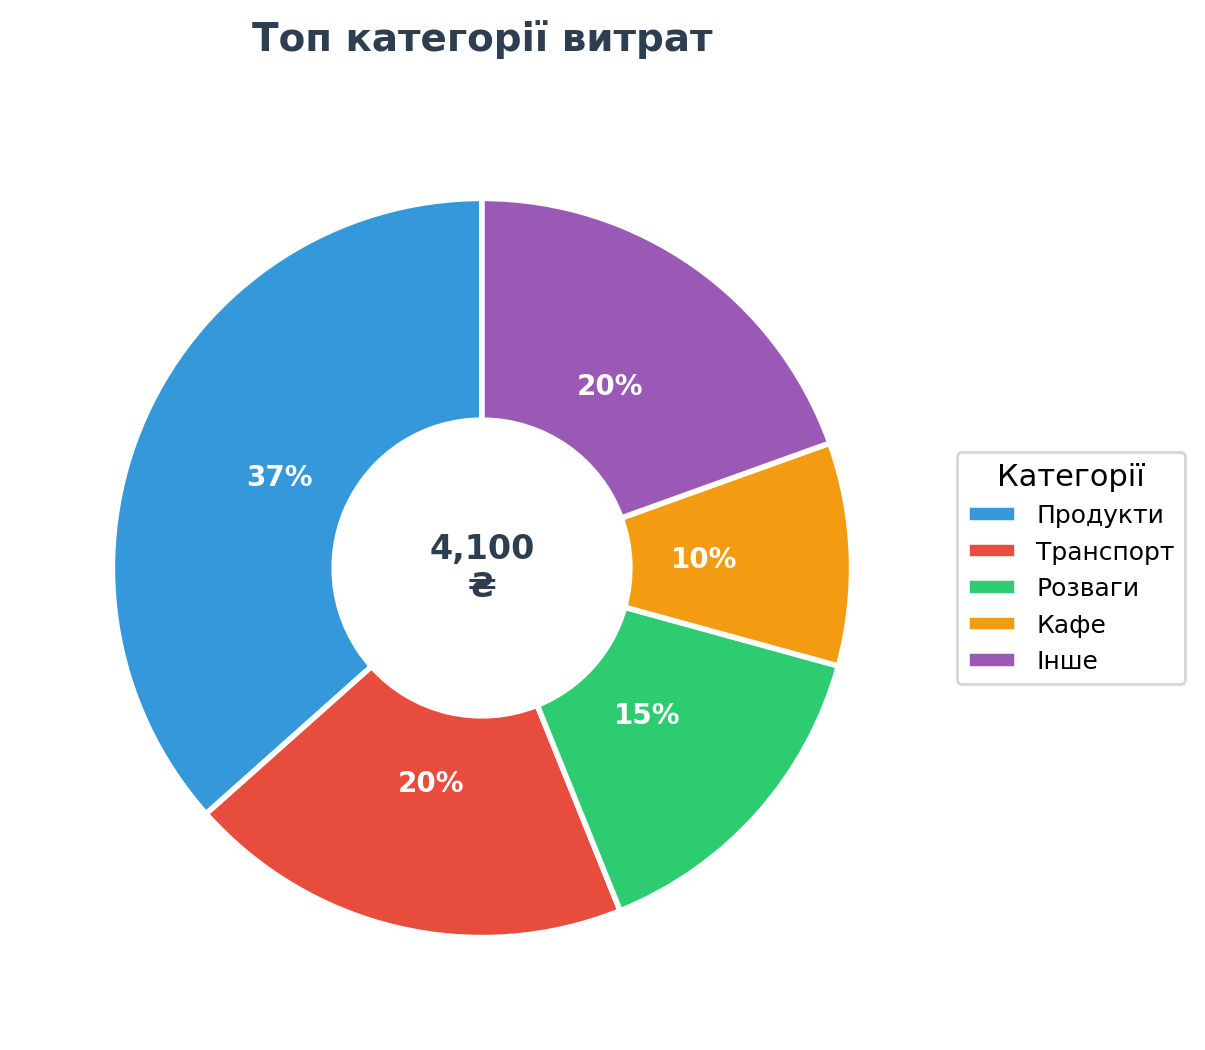 Топ категорії витрат
20%
37%
10%
4,100
₴
15%
20%
Категорії
Продукти
Транспорт
Розваги
Кафе
Інше